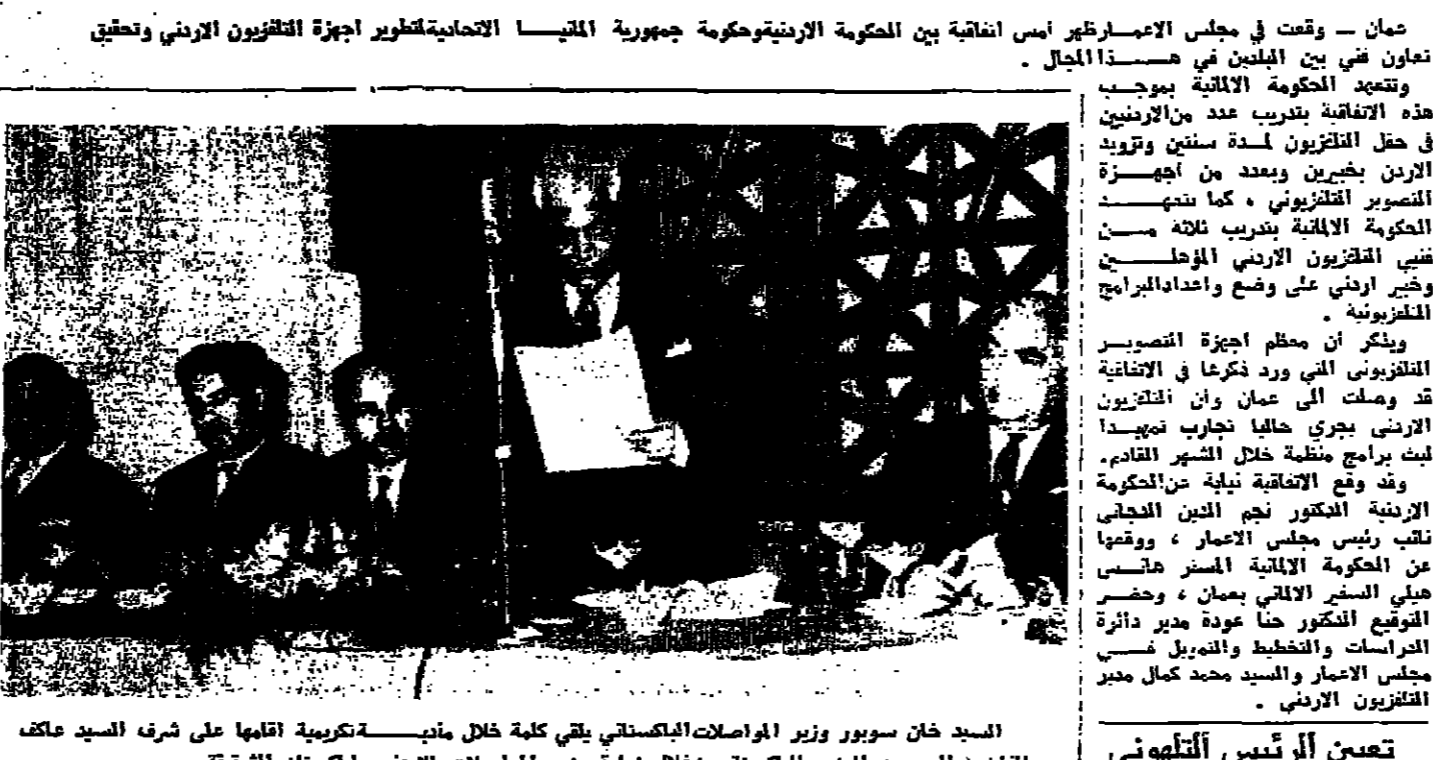 عمان — وقعت في مجلس الاعمار ظهر أمس اتفاقية بين الحكومة الاردنية وحكومة جمهورية المانيا الاتحادية لتطوير اجهزة التلفزيون الاردني وتحقيق
تعاون فني بين البلدين في هذا المجال .
وتتعهد الحكومة الالمانية بموجب
هذه الاتفاقية بتدريب عدد من الاردنيين
في حقل التلفزيون لمدة سنتين وتزويد
الاردن بخبيرين وبعدد من أجهزة
التصوير التلفزيوني ، كما تتعهد
الحكومة الالمانية بتدريب ثلاثة من
فنيي التلفزيون الاردني المؤهلين
وخبير اردني على وضع واعداد البرامج
التلفزيونية .
ويذكر أن معظم اجهزة التصوير
التلفزيوني التي ورد ذكرها في الاتفاقية
قد وصلت الى عمان وأن التلفزيون
الاردني يجري حاليا تجارب تمهيدا
لبث برامج منظمة خلال الشهر القادم.
وقد وقع الاتفاقية نيابة عن الحكومة
الاردنية الدكتور نجم الدين الدجاني
نائب رئيس مجلس الاعمار ، ووقعها
عن الحكومة الالمانية المستر هانس
هيلي السفير الالماني بعمان ، وحضر
التوقيع الدكتور حنا عودة مدير دائرة
الدراسات والتخطيط والتمويل في
مجلس الاعمار والسيد محمد كمال مدير
التلفزيون الاردني .
تعيين الرئيس التلهوني
السيد خان سوبور وزير المواصلات الباكستاني يلقي كلمة خلال مأدبة تكريمية أقامها على شرف السيد عاكف